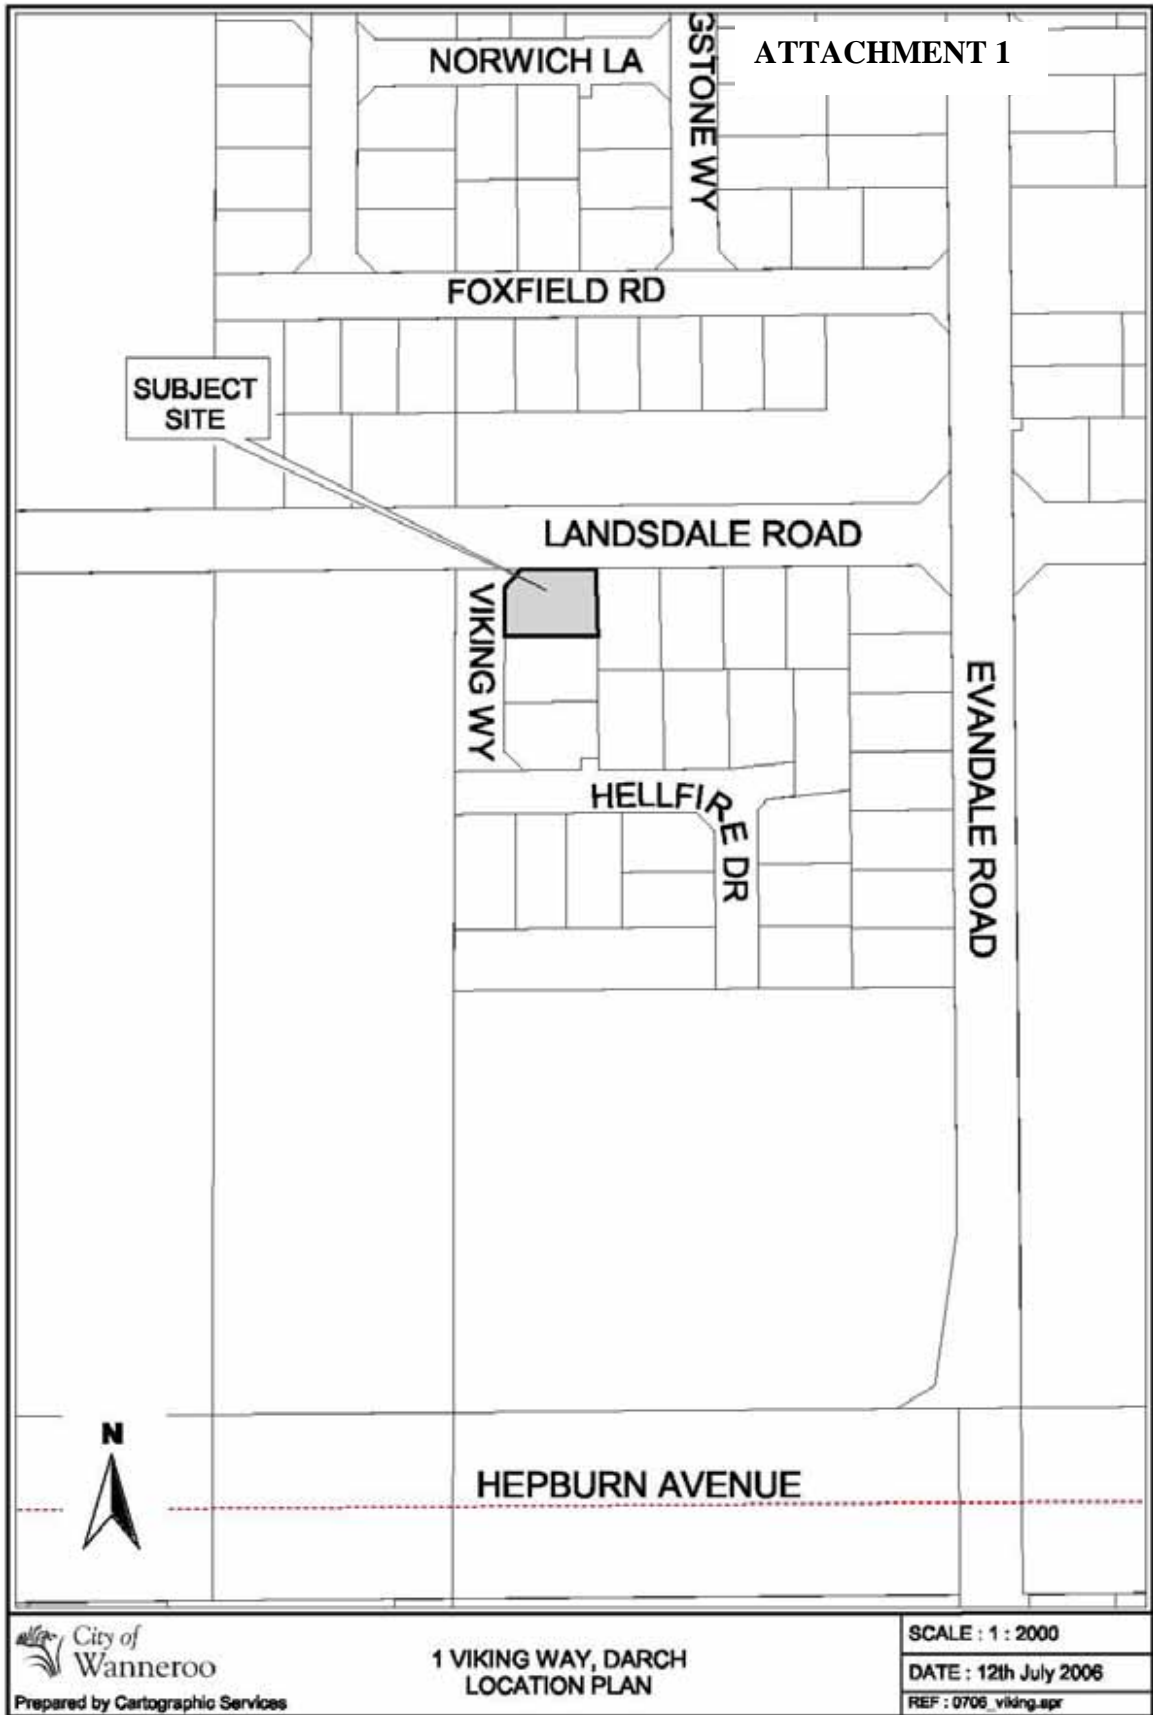 ATTACHMENT 1
NORWICH LA
GSTONE WY
FOXFIELD RD
SUBJECT
SITE
LANDSDALE ROAD
VIKING WY
EVANDALE ROAD
HELLFIRE DR
N
HEPBURN AVENUE
City of
Wanneroo
Prepared by Cartographic Services
1 VIKING WAY, DARCH
LOCATION PLAN
SCALE : 1 : 2000
DATE : 12th July 2006
REF : 0706_viking.apr